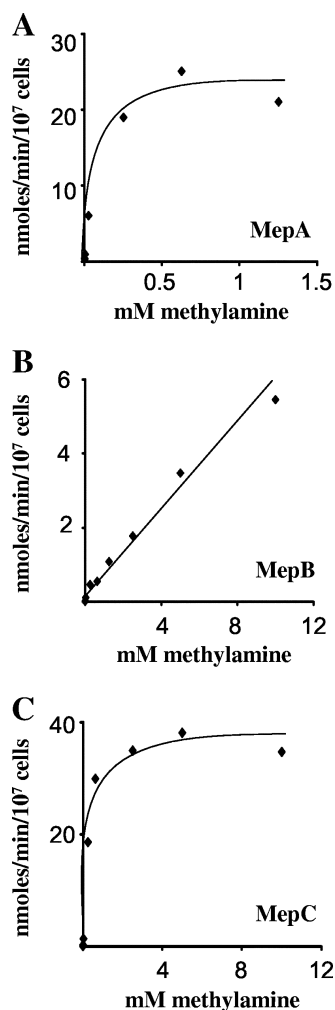 A
nmoles/min/10⁷ cells
30
20
10
0.5 1 1.5
MepA
mM methylamine
B
nmoles/min/10⁷ cells
6
4
2
4 8 12
MepB
mM methylamine
C
nmoles/min/10⁷ cells
40
20
4 8 12
MepC
mM methylamine